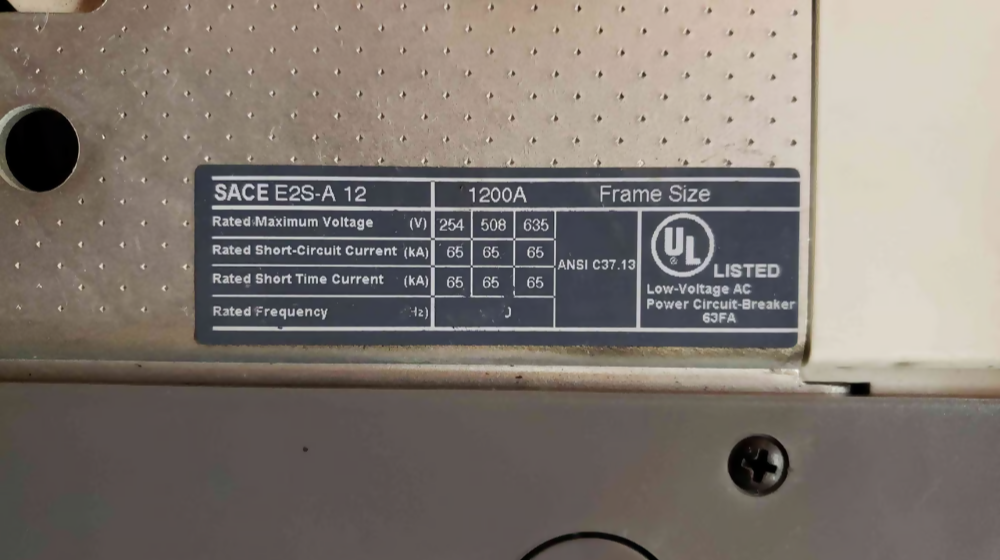 SACE E2S-A 12 1200A Frame Size
Rated Maximum Voltage (V) 254 508 635
Rated Short-Circuit Current (kA) 65 65 65
Rated Short Time Current (kA) 65 65 65
Rated Frequency
ANSI C37.13
UL
®
LISTED
Low-Voltage AC
Power Circuit-Breaker
63FA